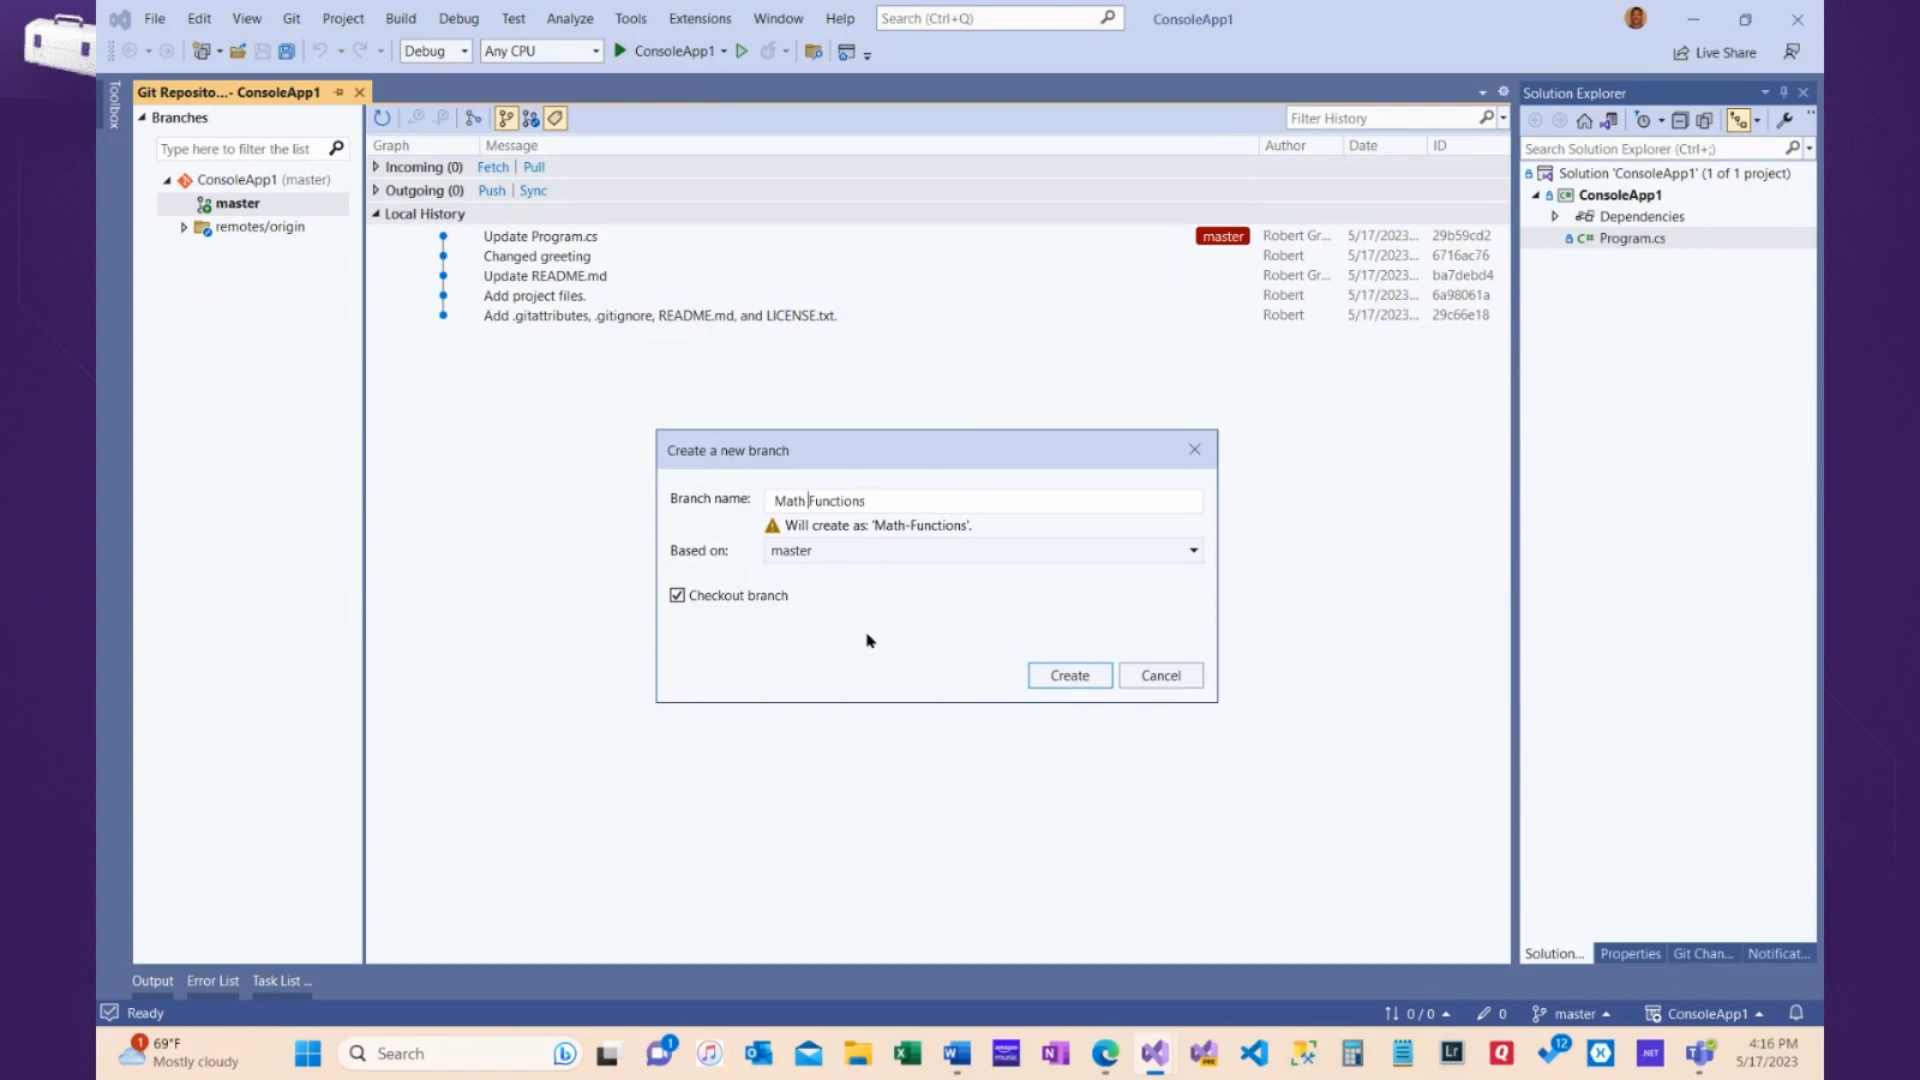 File Edit View Git Project Build Debug Test Analyze Tools Extensions Window Help Search (Ctrl+Q) ConsoleApp1
Debug Any CPU ConsoleApp1 Live Share
Toolbox
Git Reposito...- ConsoleApp1
Solution Explorer
Branches
Filter History
Type here to filter the list
Graph Message Author Date ID
Search Solution Explorer (Ctrl+;)
Incoming (0) Fetch | Pull
Solution 'ConsoleApp1' (1 of 1 project)
ConsoleApp1 (master)
Outgoing (0) Push | Sync
ConsoleApp1
master
Local History
Dependencies
remotes/origin
Update Program.cs master Robert Gr... 5/17/2023... 29b59cd2
Program.cs
Changed greeting Robert 5/17/2023... 6716ac76
Update README.md Robert Gr... 5/17/2023... ba7debd4
Add project files. Robert 5/17/2023... 6a98061a
Add .gitattributes, .gitignore, README.md, and LICENSE.txt. Robert 5/17/2023... 29c66e18
Create a new branch
Branch name: Math Functions
Will create as: 'Math-Functions'.
Based on: master
Checkout branch
Create Cancel
Solution... Properties Git Chan... Notificat...
Output Error List Task List ...
Ready 0 / 0 0 master ConsoleApp1
1 69°F
Mostly cloudy
Search
1
N
PRE
Lr
Q
12
.NET
4:16 PM
5/17/2023